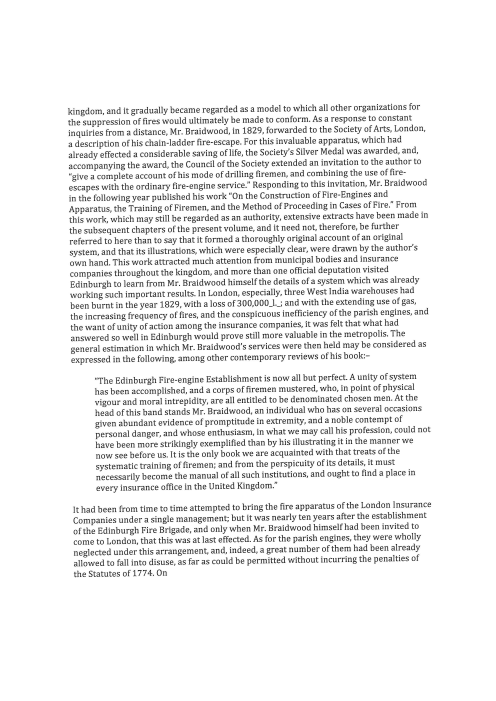 kingdom, and it gradually became regarded as a model to which all other organizations for
the suppression of fires would ultimately be made to conform. As a response to constant
inquiries from a distance, Mr. Braidwood, in 1829, forwarded to the Society of Arts, London,
a description of his chain-ladder fire-escape. For this invaluable apparatus, which had
already effected a considerable saving of life, the Society's Silver Medal was awarded, and,
accompanying the award, the Council of the Society extended an invitation to the author to
"give a complete account of his mode of drilling firemen, and combining the use of fire-
escapes with the ordinary fire-engine service." Responding to this invitation, Mr. Braidwood
in the following year published his work "On the Construction of Fire-Engines and
Apparatus, the Training of Firemen, and the Method of Proceeding in Cases of Fire." From
this work, which may still be regarded as an authority, extensive extracts have been made in
the subsequent chapters of the present volume, and it need not, therefore, be further
referred to here than to say that it formed a thoroughly original account of an original
system, and that its illustrations, which were especially clear, were drawn by the author's
own hand. This work attracted much attention from municipal bodies and insurance
companies throughout the kingdom, and more than one official deputation visited
Edinburgh to learn from Mr. Braidwood himself the details of a system which was already
working such important results. In London, especially, three West India warehouses had
been burnt in the year 1829, with a loss of 300,000_l._; and with the extending use of gas,
the increasing frequency of fires, and the conspicuous inefficiency of the parish engines, and
the want of unity of action among the insurance companies, it was felt that what had
answered so well in Edinburgh would prove still more valuable in the metropolis. The
general estimation in which Mr. Braidwood's services were then held may be considered as
expressed in the following, among other contemporary reviews of his book:–
"The Edinburgh Fire-engine Establishment is now all but perfect. A unity of system
has been accomplished, and a corps of firemen mustered, who, in point of physical
vigour and moral intrepidity, are all entitled to be denominated chosen men. At the
head of this band stands Mr. Braidwood, an individual who has on several occasions
given abundant evidence of promptitude in extremity, and a noble contempt of
personal danger, and whose enthusiasm, in what we may call his profession, could not
have been more strikingly exemplified than by his illustrating it in the manner we
now see before us. It is the only book we are acquainted with that treats of the
systematic training of firemen; and from the perspicuity of its details, it must
necessarily become the manual of all such institutions, and ought to find a place in
every insurance office in the United Kingdom."
It had been from time to time attempted to bring the fire apparatus of the London Insurance
Companies under a single management; but it was nearly ten years after the establishment
of the Edinburgh Fire Brigade, and only when Mr. Braidwood himself had been invited to
come to London, that this was at last effected. As for the parish engines, they were wholly
neglected under this arrangement, and, indeed, a great number of them had been already
allowed to fall into disuse, as far as could be permitted without incurring the penalties of
the Statutes of 1774. On